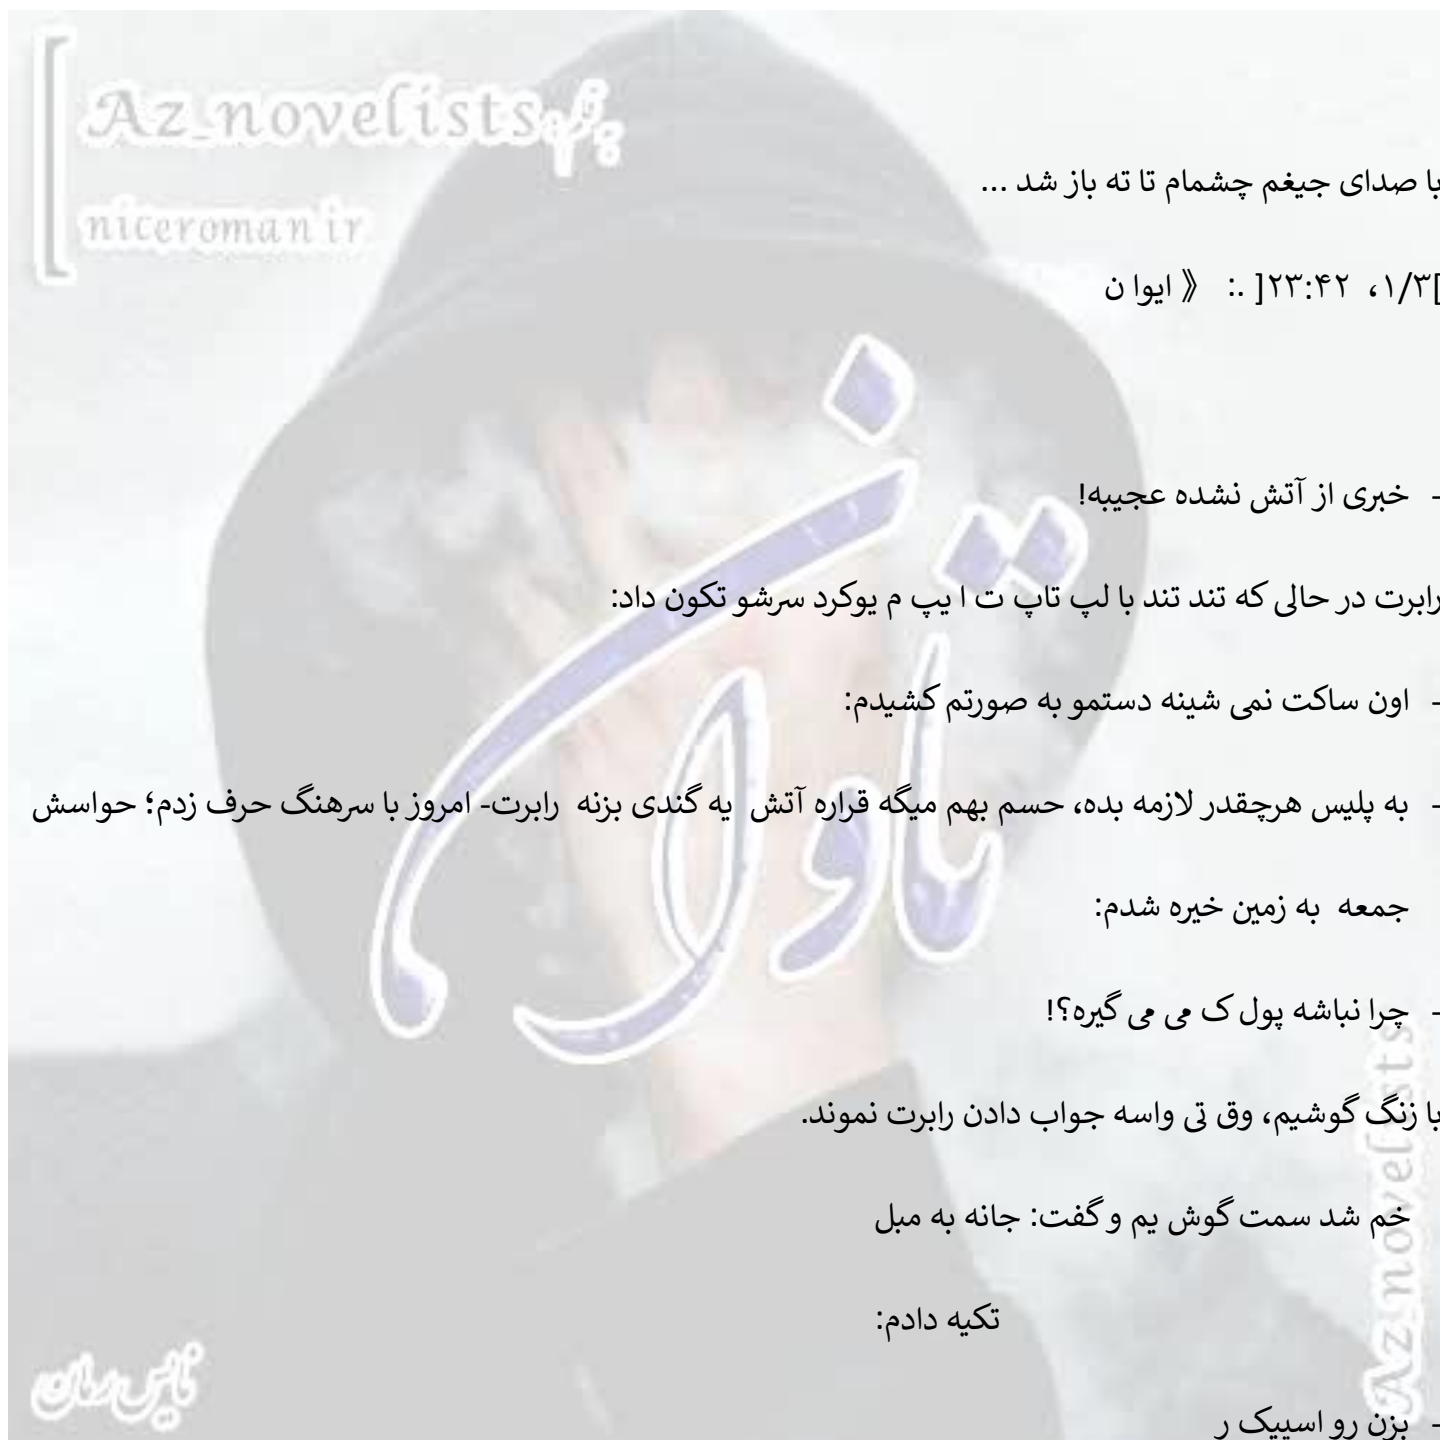 Az_novelists
niceroman.ir
با صدای جیغم چشمام تا ته باز شد ...
]۱/۳، ۲۳:۴۲[ .: 《 ایوا ن
- خبری از آتش نشده عجیبه!
رابرت در حالی که تند تند با لپ تاپ ت ا یپ م یوکرد سرشو تکون داد:
- اون ساکت نمی شینه دستمو به صورتم کشیدم:
- به پلیس هرچقدر لازمه بده، حسم بهم میگه قراره آتش یه گندی بزنه رابرت- امروز با سرهنگ حرف زدم؛ حواسش
جمعه به زمین خیره شدم:
- چرا نباشه پول ک می می گیره؟!
با زنگ گوشیم، وق تی واسه جواب دادن رابرت نموند.
خم شد سمت گوش یم و گفت: جانه به مبل
تکیه دادم:
- بزن رو اسپیک ر
تاوان
نایس رمان
Az_novelists